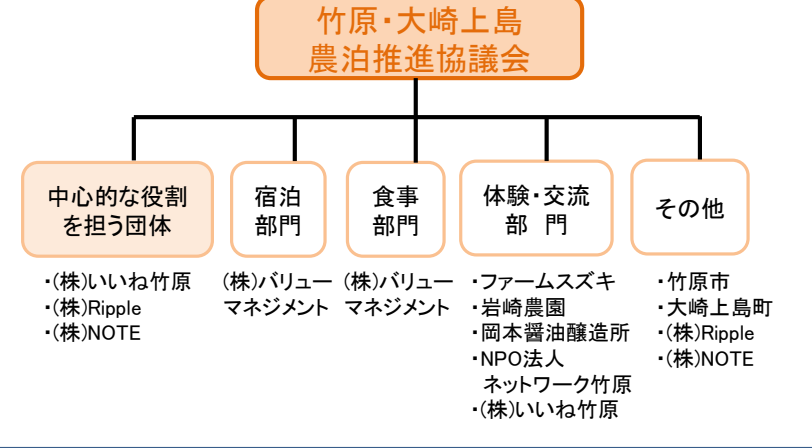 竹原・大崎上島
農泊推進協議会
中心的な役割
を担う団体
・(株)いいね竹原
・(株)Ripple
・(株)NOTE
宿泊
部門
(株)バリュー
マネジメント
食事
部門
(株)バリュー
マネジメント
体験・交流
部　門
・ファームスズキ
・岩崎農園
・岡本醤油醸造所
・NPO法人
ネットワーク竹原
・(株)いいね竹原
その他
・竹原市
・大崎上島町
・(株)Ripple
・(株)NOTE